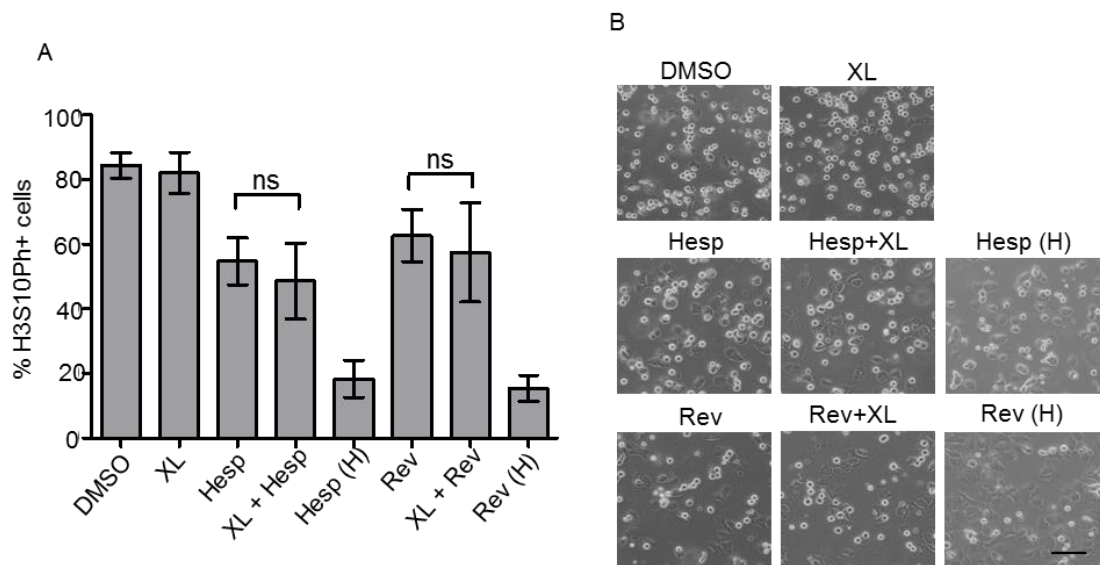 A
% H3S10Ph+ cells
100
80
60
40
20
0
ns
ns
DMSO
XL
Hesp
XL + Hesp
Hesp (H)
Rev
XL + Rev
Rev (H)
B
DMSO XL
Hesp Hesp+XL Hesp (H)
Rev Rev+XL Rev (H)